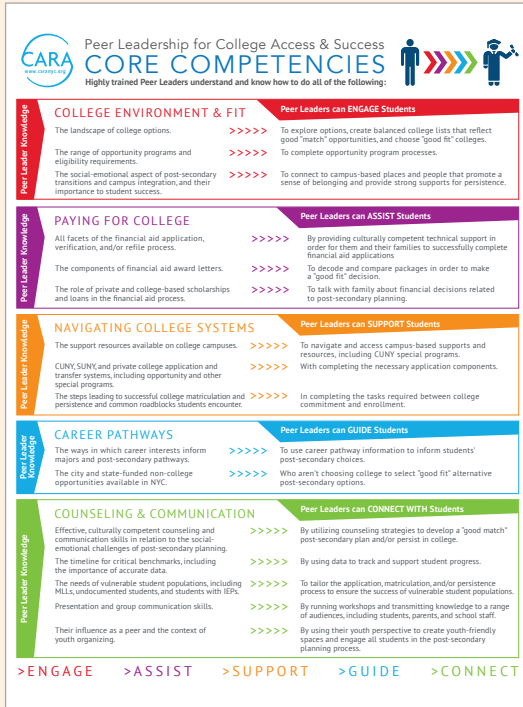 CARA
www.caranyc.org
Peer Leadership for College Access & Success
CORE COMPETENCIES
Highly trained Peer Leaders understand and know how to do all of the following:
Peer Leader Knowledge
COLLEGE ENVIRONMENT & FIT
Peer Leaders can ENGAGE Students
The landscape of college options.
>>>>>
To explore options, create balanced college lists that reflect
good "match" opportunities, and choose "good fit" colleges.
The range of opportunity programs and
eligibility requirements.
>>>>>
To complete opportunity program processes.
The social-emotional aspect of post-secondary
transitions and campus integration, and their
importance to student success.
>>>>>
To connect to campus-based places and people that promote a
sense of belonging and provide strong supports for persistence.
Peer Leader Knowledge
PAYING FOR COLLEGE
Peer Leaders can ASSIST Students
All facets of the financial aid application,
verification, and/or refile process.
>>>>>
By providing culturally competent technical support in
order for them and their families to successfully complete
financial aid applications
The components of financial aid award letters.
>>>>>
To decode and compare packages in order to make
a "good fit" decision.
The role of private and college-based scholarships
and loans in the financial aid process.
>>>>>
To talk with family about financial decisions related
to post-secondary planning.
Peer Leader Knowledge
NAVIGATING COLLEGE SYSTEMS
Peer Leaders can SUPPORT Students
The support resources available on college campuses.
>>>>>
To navigate and access campus-based supports and
resources, including CUNY special programs.
CUNY, SUNY, and private college application and
transfer systems, including opportunity and other
special programs.
>>>>>
With completing the necessary application components.
The steps leading to successful college matriculation and
persistence and common roadblocks students encounter.
>>>>>
In completing the tasks required between college
commitment and enrollment.
Peer Leader
Knowledge
CAREER PATHWAYS
Peer Leaders can GUIDE Students
The ways in which career interests inform
majors and post-secondary pathways.
>>>>>
To use career pathway information to inform students'
post-secondary choices.
The city and state-funded non-college
opportunities available in NYC.
>>>>>
Who aren't choosing college to select "good fit" alternative
post-secondary options.
Peer Leader Knowledge
COUNSELING & COMMUNICATION
Peer Leaders can CONNECT WITH Students
Effective, culturally competent counseling and
communication skills in relation to the social-
emotional challenges of post-secondary planning.
>>>>>
By utilizing counseling strategies to develop a "good match"
post-secondary plan and/or persist in college.
The timeline for critical benchmarks, including
the importance of accurate data.
>>>>>
By using data to track and support student progress.
The needs of vulnerable student populations, including
MLLs, undocumented students, and students with IEPs.
>>>>>
To tailor the application, matriculation, and/or persistence
process to ensure the success of vulnerable student populations.
Presentation and group communication skills.
>>>>>
By running workshops and transmitting knowledge to a range
of audiences, including students, parents, and school staff.
Their influence as a peer and the context of
youth organizing.
>>>>>
By using their youth perspective to create youth-friendly
spaces and engage all students in the post-secondary
planning process.
>ENGAGE >ASSIST >SUPPORT >GUIDE >CONNECT